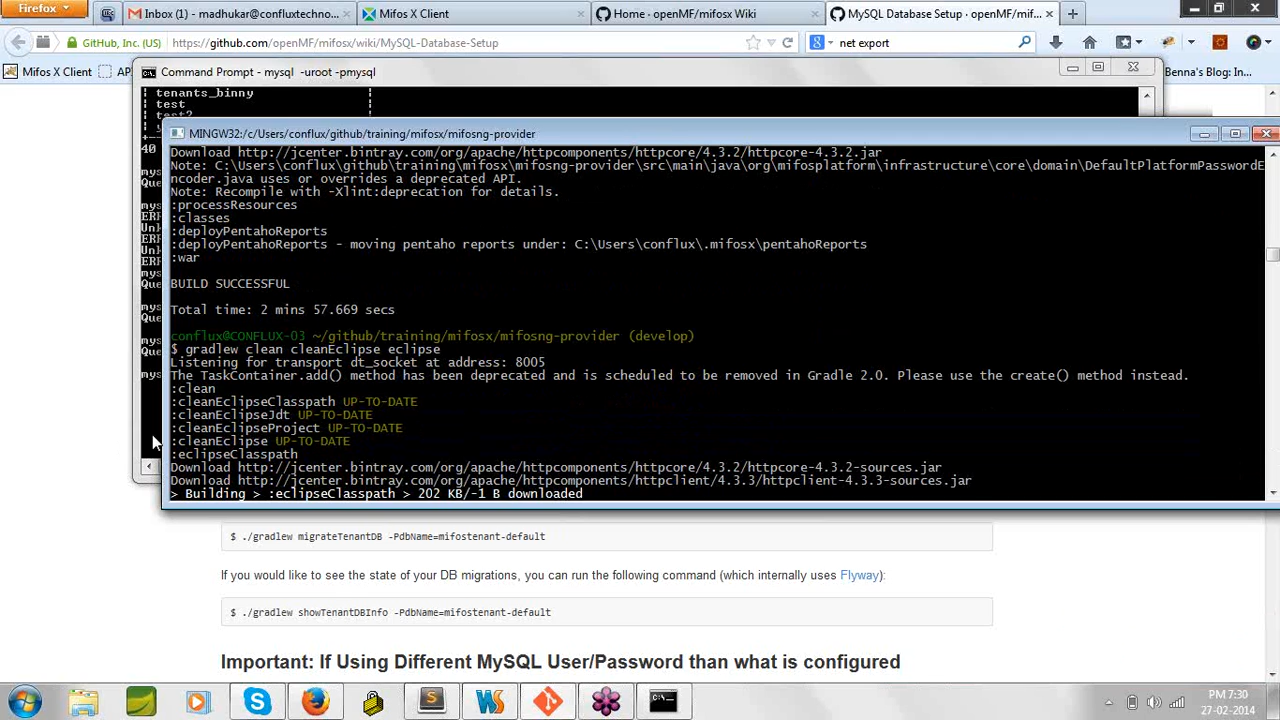 Firefox
Inbox (1) - madhukar@confluxtechno...
Mifos X Client
Home · openMF/mifosx Wiki
MySQL Database Setup · openMF/mif...
GitHub, Inc. (US)
https://github.com/openMF/mifosx/wiki/MySQL-Database-Setup
net export
Mifos X Client
AP
Benna's Blog: In...
Command Prompt - mysql -uroot -pmysql
tenants_binny
test
test2
40
MINGW32:/c/Users/conflux/github/training/mifosx/mifosng-provider
Download http://jcenter.bintray.com/org/apache/httpcomponents/httpcore/4.3.2/httpcore-4.3.2.jar
Note: C:\Users\conflux\github\training\mifosx\mifosng-provider\src\main\java\org\mifosplatform\infrastructure\core\domain\DefaultPlatformPasswordE
ncoder.java uses or overrides a deprecated API.
Note: Recompile with -Xlint:deprecation for details.
:processResources
:classes
:deployPentahoReports
:deployPentahoReports - moving pentaho reports under: C:\Users\conflux\.mifosx\pentahoReports
:war
BUILD SUCCESSFUL
Total time: 2 mins 57.669 secs
conflux@CONFLUX-03 ~/github/training/mifosx/mifosng-provider (develop)
$ gradlew clean cleanEclipse eclipse
Listening for transport dt_socket at address: 8005
The TaskContainer.add() method has been deprecated and is scheduled to be removed in Gradle 2.0. Please use the create() method instead.
:clean
:cleanEclipseClasspath UP-TO-DATE
:cleanEclipseJdt UP-TO-DATE
:cleanEclipseProject UP-TO-DATE
:cleanEclipse UP-TO-DATE
:eclipseClasspath
Download http://jcenter.bintray.com/org/apache/httpcomponents/httpcore/4.3.2/httpcore-4.3.2-sources.jar
Download http://jcenter.bintray.com/org/apache/httpcomponents/httpclient/4.3.3/httpclient-4.3.3-sources.jar
> Building > :eclipseClasspath > 202 KB/-1 B downloaded
$ ./gradlew migrateTenantDB -PdbName=mifostenant-default
If you would like to see the state of your DB migrations, you can run the following command (which internally uses Flyway):
$ ./gradlew showTenantDBInfo -PdbName=mifostenant-default
Important: If Using Different MySQL User/Password than what is configured
PM 7:30
27-02-2014